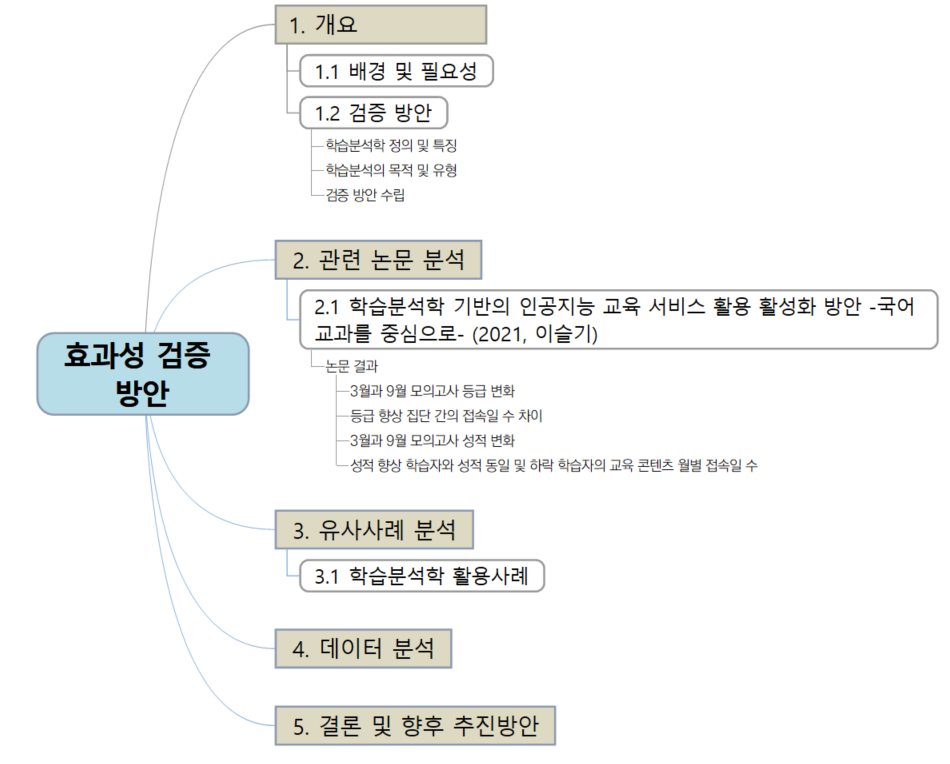 효과성 검증
방안
1. 개요
1.1 배경 및 필요성
1.2 검증 방안
학습분석학 정의 및 특징
학습분석의 목적 및 유형
검증 방안 수립
2. 관련 논문 분석
2.1 학습분석학 기반의 인공지능 교육 서비스 활용 활성화 방안 -국어
교과를 중심으로- (2021, 이슬기)
논문 결과
3월과 9월 모의고사 등급 변화
등급 향상 집단 간의 접속일 수 차이
3월과 9월 모의고사 성적 변화
성적 향상 학습자와 성적 동일 및 하락 학습자의 교육 콘텐츠 월별 접속일 수
3. 유사사례 분석
3.1 학습분석학 활용사례
4. 데이터 분석
5. 결론 및 향후 추진방안